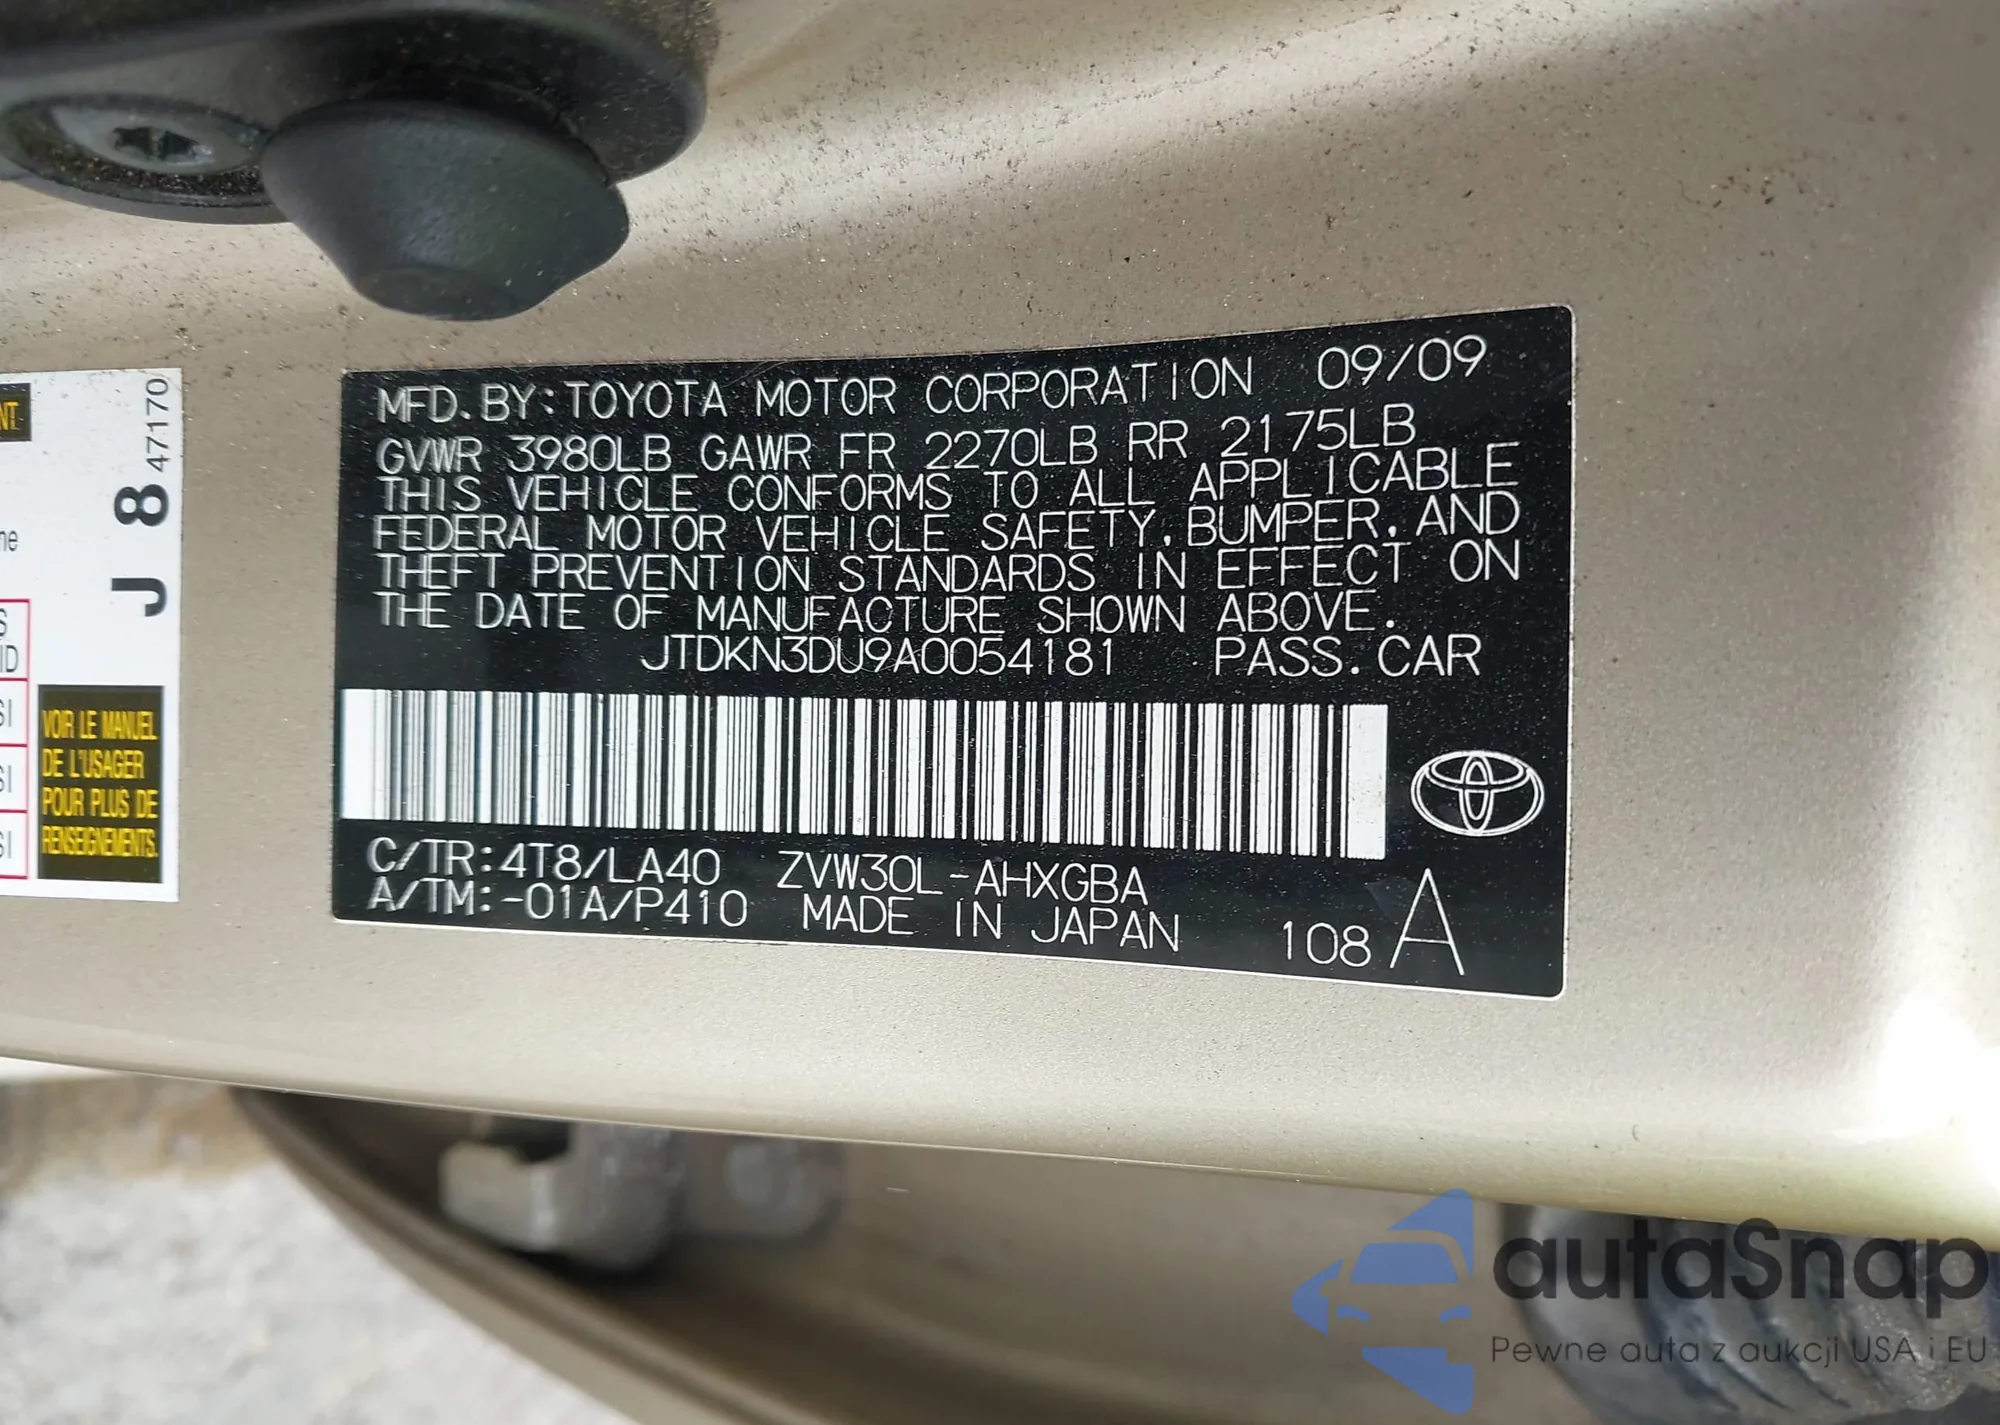 MFD. BY: TOYOTA MOTOR CORPORATION 09/09
GVWR 3980LB GAWR FR 2270LB RR 2175LB
THIS VEHICLE CONFORMS TO ALL APPLICABLE
FEDERAL MOTOR VEHICLE SAFETY, BUMPER, AND
THEFT PREVENTION STANDARDS IN EFFECT ON
THE DATE OF MANUFACTURE SHOWN ABOVE.
JTDKN3DU9A0054181 PASS. CAR
C/TR: 4T8/LA40 ZVW30L-AHXGBA
A/TM: -01A/P410 MADE IN JAPAN 108 A
J 8 47170
VOIR LE MANUEL
DE L'USAGER
POUR PLUS DE
RENSEIGNEMENTS.
autaSnap
Pewne auta z aukcji USA i EU